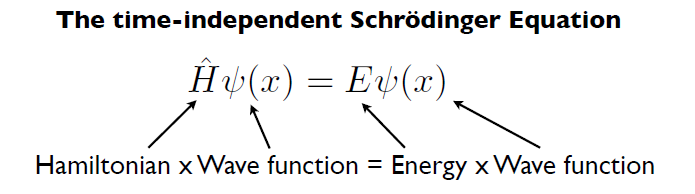 The time-independent Schrödinger Equation
Ĥψ(x) = Eψ(x)
Hamiltonian x Wave function = Energy x Wave function